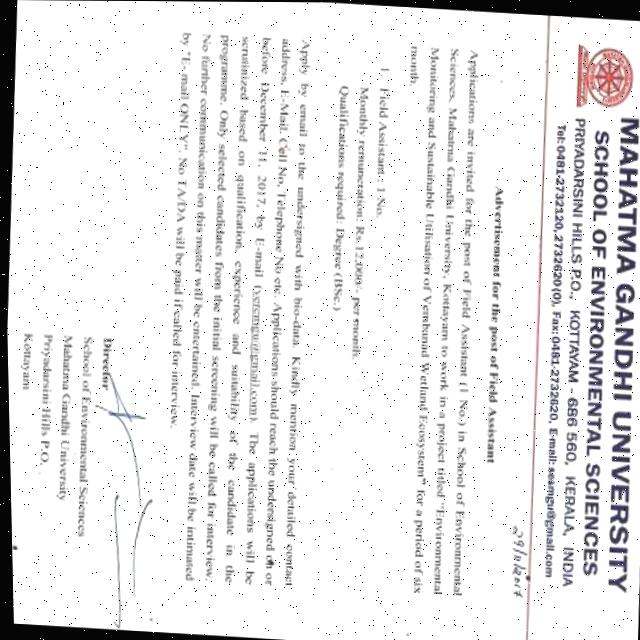 MAHATMA GANDHI UNIVERSITY
SCHOOL OF ENVIRONMENTAL SCIENCES
PRIYADARSINI HILLS P.O., KOTTAYAM - 686 560, KERALA, INDIA
Tel: 0481-2732120, 2732620 (O), Fax: 0481-2732620, E-mail: sesmgu@gmail.com
29/11/2017
Advertisement for the post of Field Assistant
Applications are invited for the post of Field Assistant (1 No.) in School of Environmental
Sciences, Mahatma Gandhi University, Kottayam to work in a project titled "Environmental
Monitoring and Sustainable Utilisation of Vembanad Wetland Ecosystem" for a period of six
month.
1. Field Assistant:- 1 No.
Monthly remuneration: Rs.12,000/- per month.
Qualifications required: Degree (BSc.)
Apply by email to the undersigned with bio-data. Kindly mention your detailed contact
address, E-Mail, Cell No, Telephone No etc. Applications should reach the undersigned on or
before December 11, 2017, by E-mail The applications will be
scrutinized based on qualification, experience and suitability of the candidate in the
programme. Only selected candidates from the initial screening will be called for interview.
No further communication on this matter will be entertained. Interview date will be intimated
by "E-mail ONLY". No TA/DA will be paid if called for interview.
Director
School of Environmental Sciences
Mahatma Gandhi University
Priyadarsini Hills P.O.
Kottayam